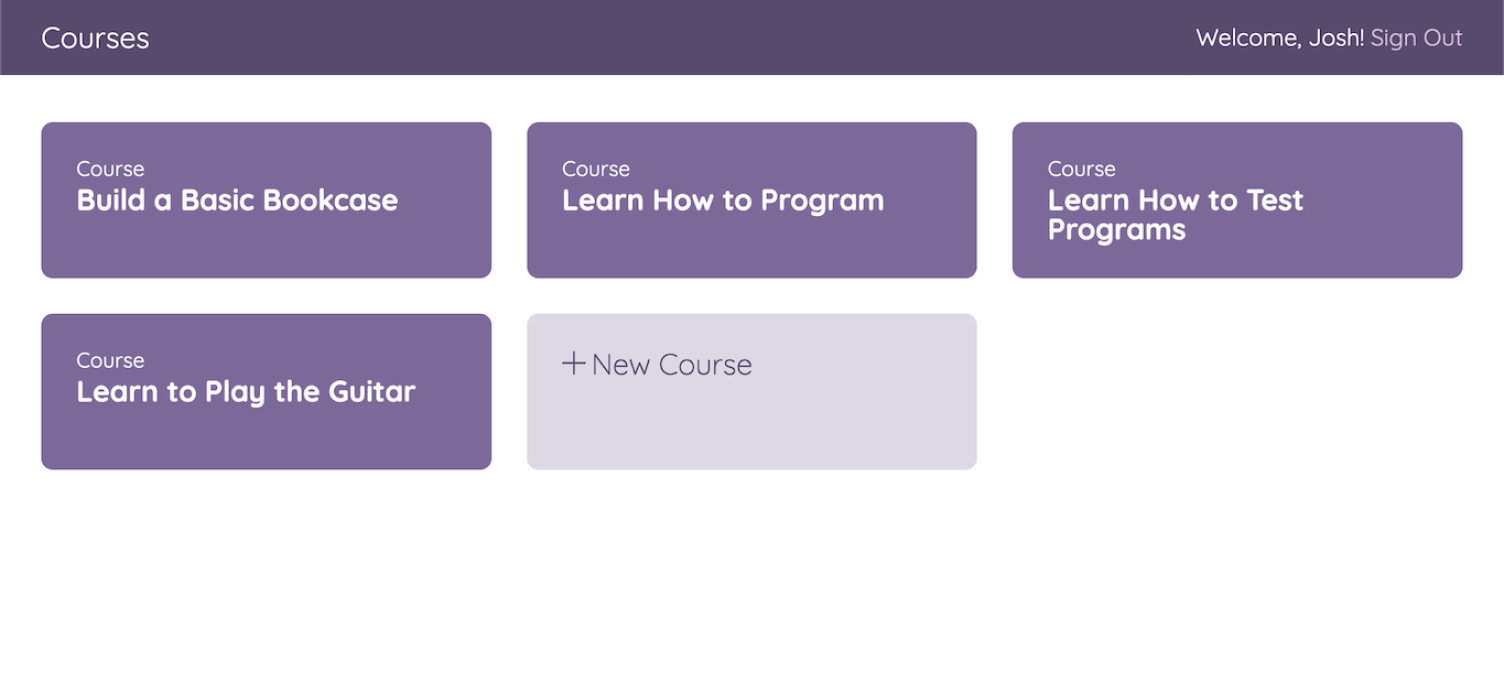 Courses
Welcome, Josh! Sign Out
Course
Build a Basic Bookcase
Course
Learn How to Program
Course
Learn How to Test
Programs
Course
Learn to Play the Guitar
+ New Course